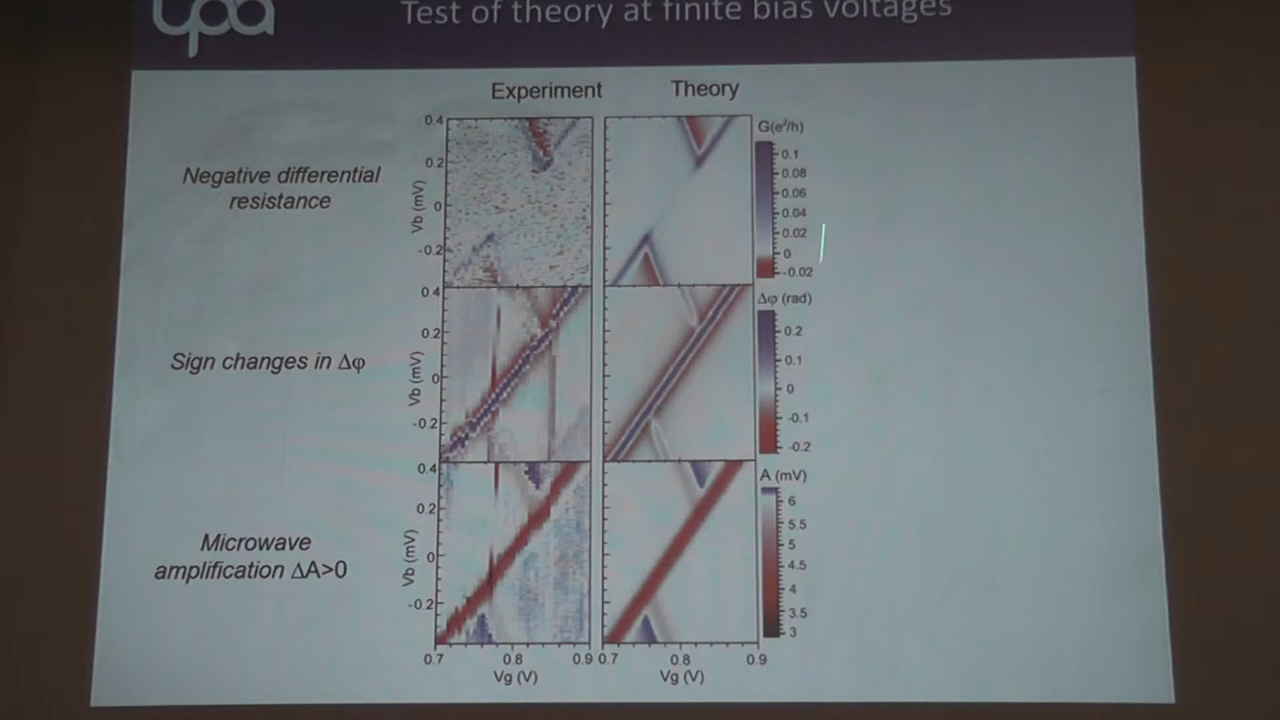 lpa
Test of theory at finite bias voltages
Experiment
Theory
Negative differential
resistance
Vb (mV)
0.4
0.2
0
-0.2
G(e²/h)
0.1
0.08
0.06
0.04
0.02
0
-0.02
Sign changes in Δφ
Vb (mV)
0.4
0.2
0
-0.2
Δφ (rad)
0.2
0.1
0
-0.1
-0.2
Microwave
amplification ΔA>0
Vb (mV)
0.4
0.2
0
-0.2
A (mV)
6
5.5
5
4.5
4
3.5
3
0.7 0.8 0.9
Vg (V)
0.7 0.8 0.9
Vg (V)